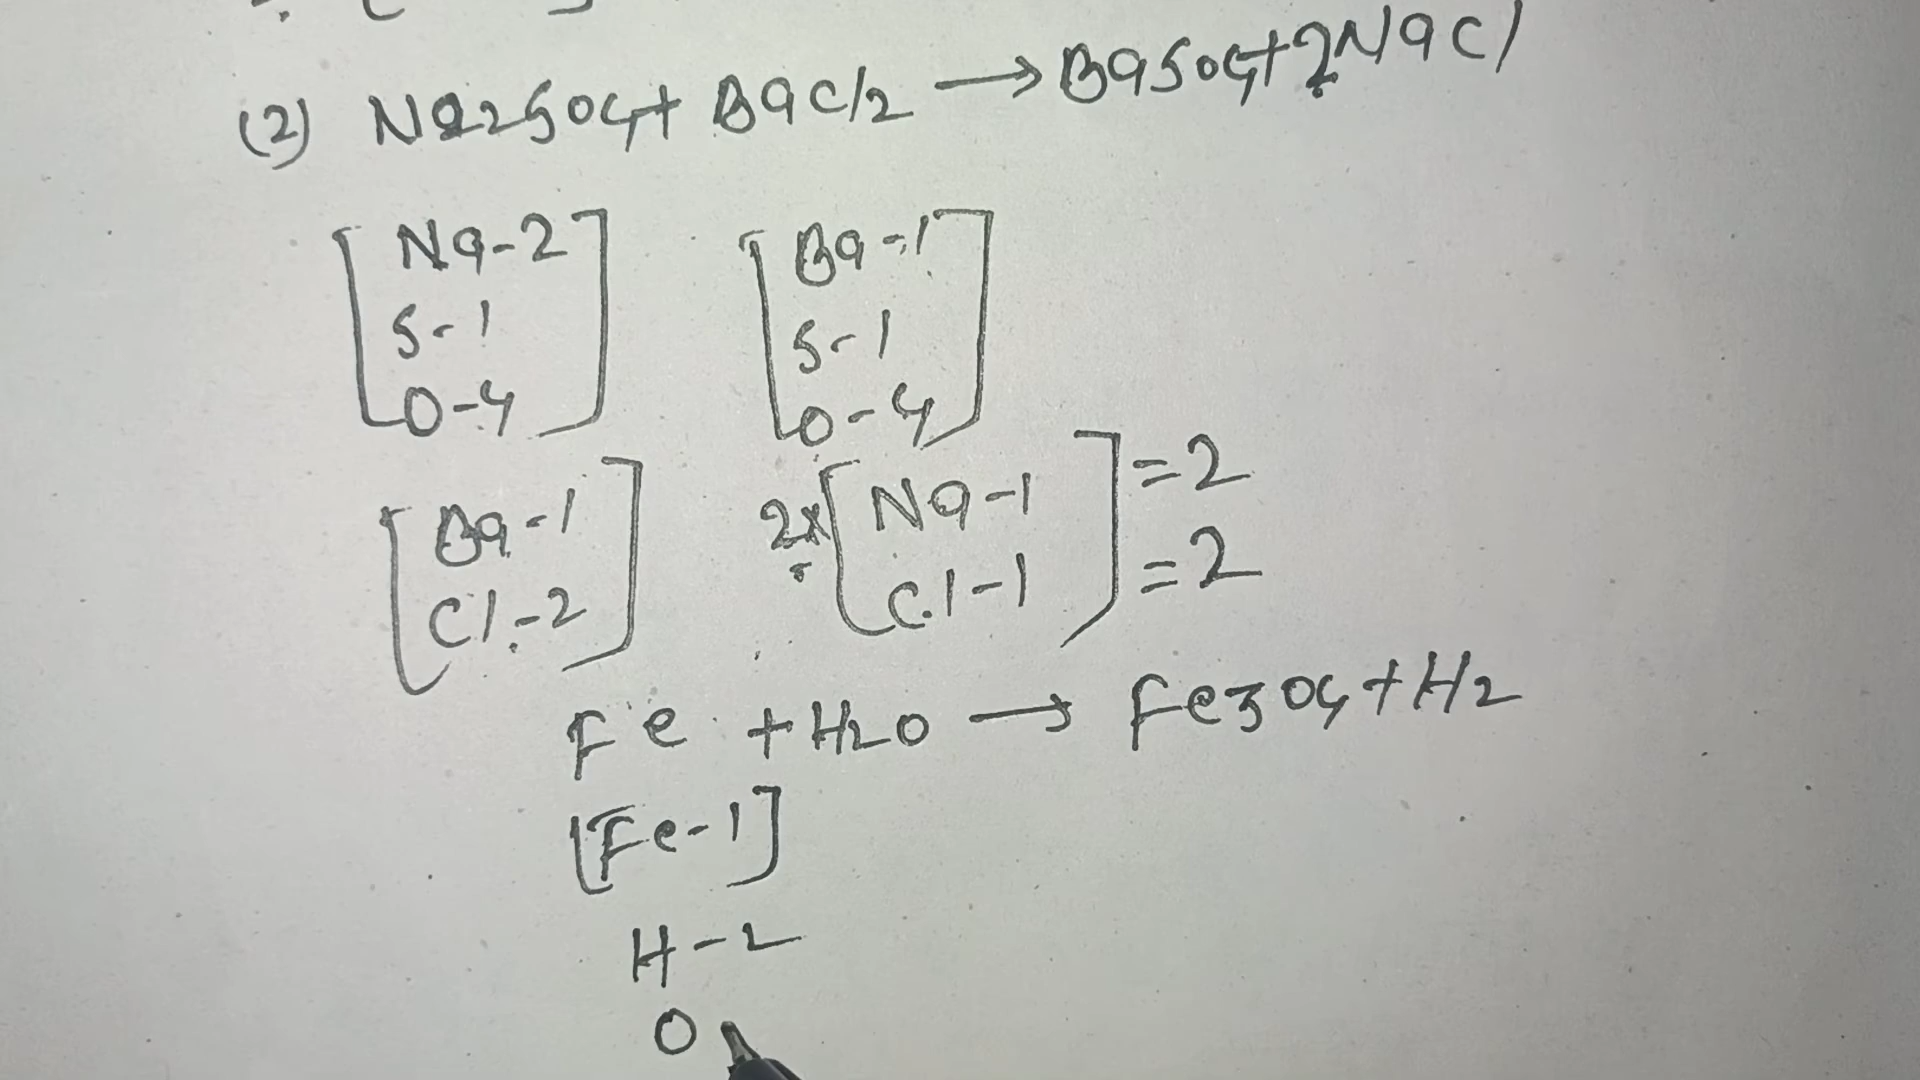 (2) Na2SO4+ BaCl2 → BaSO4+2NaCl
[Na-2] [Ba-1]
S-1 S-1
O-4 O-4
[Ba-1] 2x[Na-1] =2
Cl-2 Cl-1 =2
Fe + H2O → Fe3O4 + H2
[Fe-1]
H-2
O